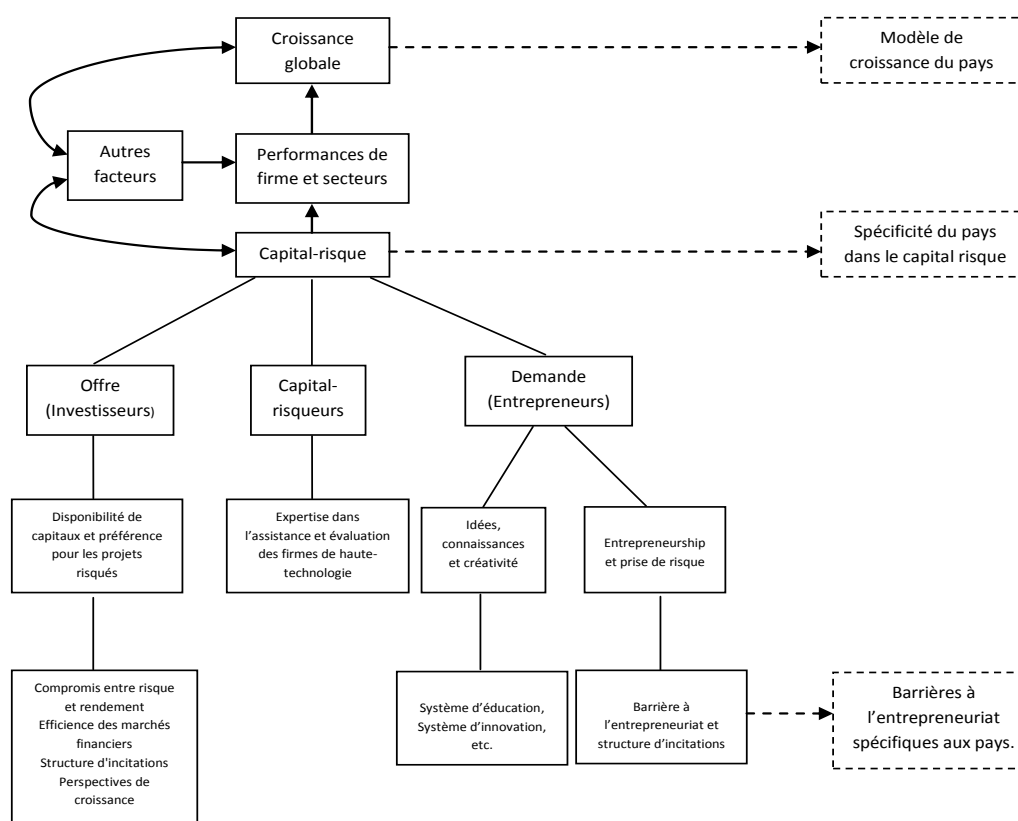 Croissance
globale
Modèle de
croissance du pays
Autres
facteurs
Performances de
firme et secteurs
Capital-risque
Spécificité du pays
dans le capital risque
Offre
(Investisseurs)
Capital-
risqueurs
Demande
(Entrepreneurs)
Disponibilité de
capitaux et préférence
pour les projets
risqués
Expertise dans
l’assistance et évaluation
des firmes de haute-
technologie
Idées,
connaissances
et créativité
Entrepreneurship
et prise de risque
Compromis entre risque
et rendement
Efficience des marchés
financiers
Structure d'incitations
Perspectives de
croissance
Système d’éducation,
Système d’innovation,
etc.
Barrière à
l’entrepreneuriat et
structure d’incitations
Barrières à
l’entrepreneuriat
spécifiques aux pays.